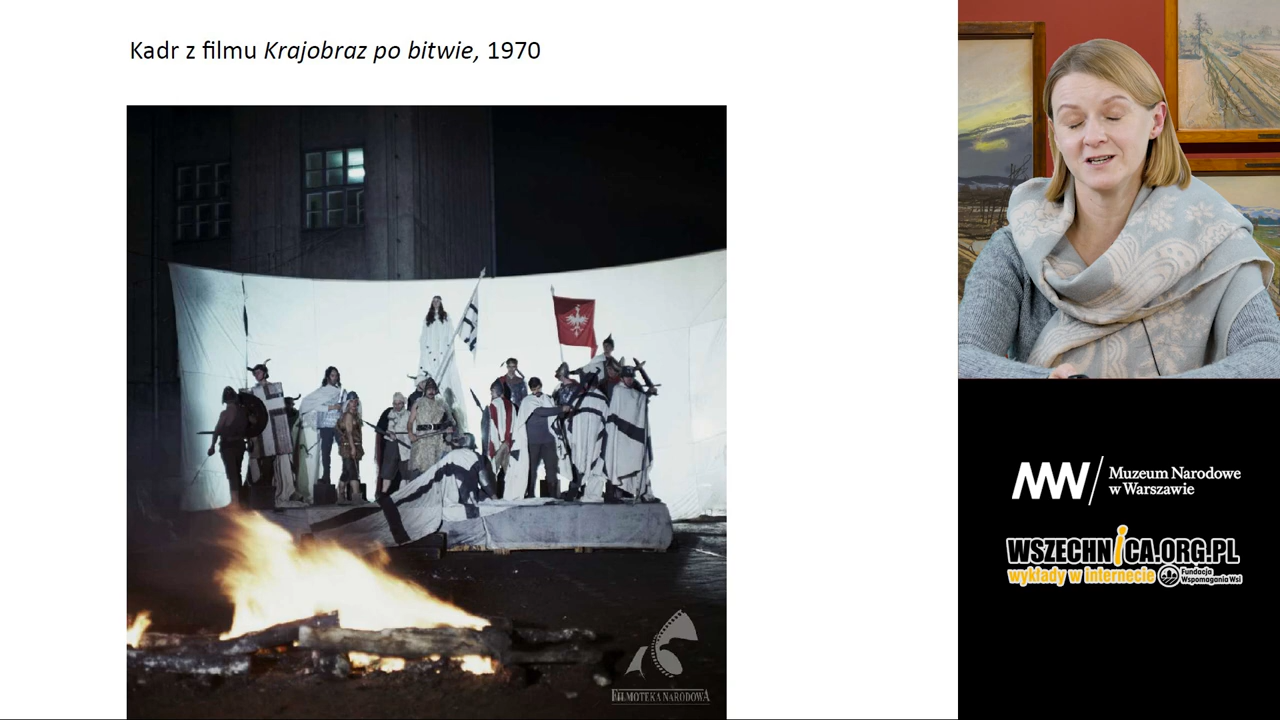 Kadr z filmu Krajobraz po bitwie, 1970
FILMOTEKA NARODOWA
MW / Muzeum Narodowe
w Warszawie
WSZECHNiCA.ORG.PL
wykłady w internecie
Fundacja
Wspomagania Wsi